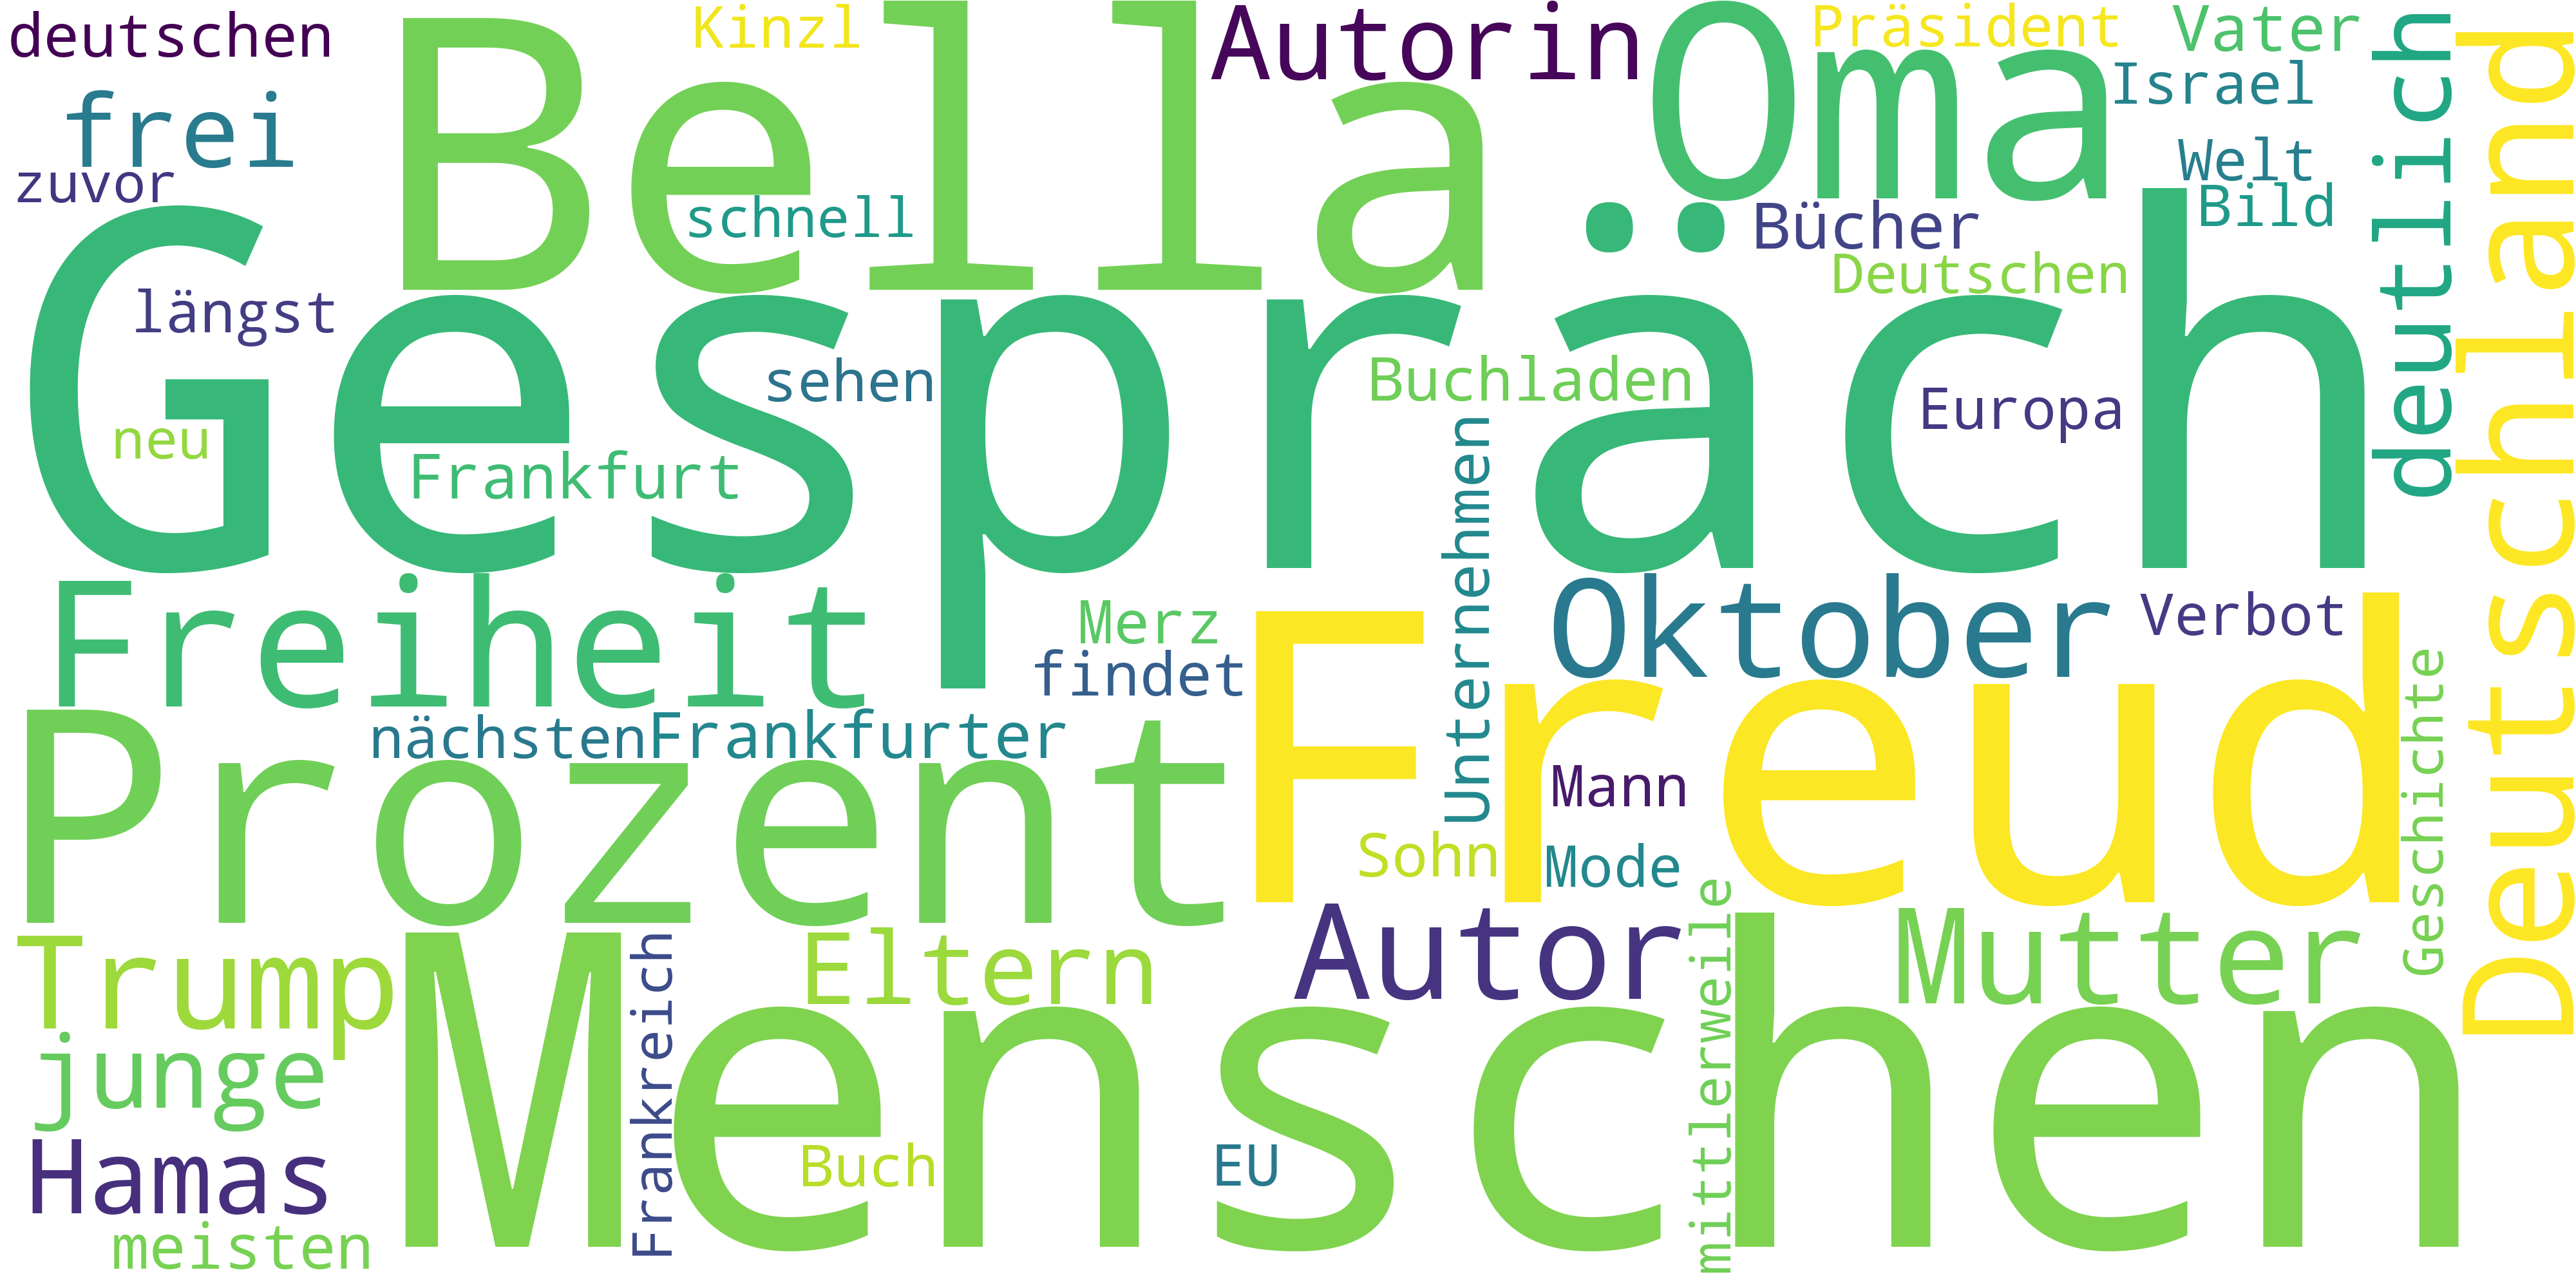 deutschen
Bella
Kinzl
Autorin
Oma
Präsident
Vater
Israel
deutlich
Deutschland
frei
zuvor
schnell
Welt
Bild
Bücher
Deutschen
Gespräch
längst
sehen
Buchladen
Europa
neu
Frankfurt
Unternehmen
Freiheit
Merz
findet
Oktober
Verbot
Freud
Geschichte
nächsten
Frankfurter
Prozent
Mann
Sohn
Mode
Trump
Frankreich
Eltern
Autor
mittlerweile
Mutter
Menschen
junge
Hamas
Buch
EU
meisten